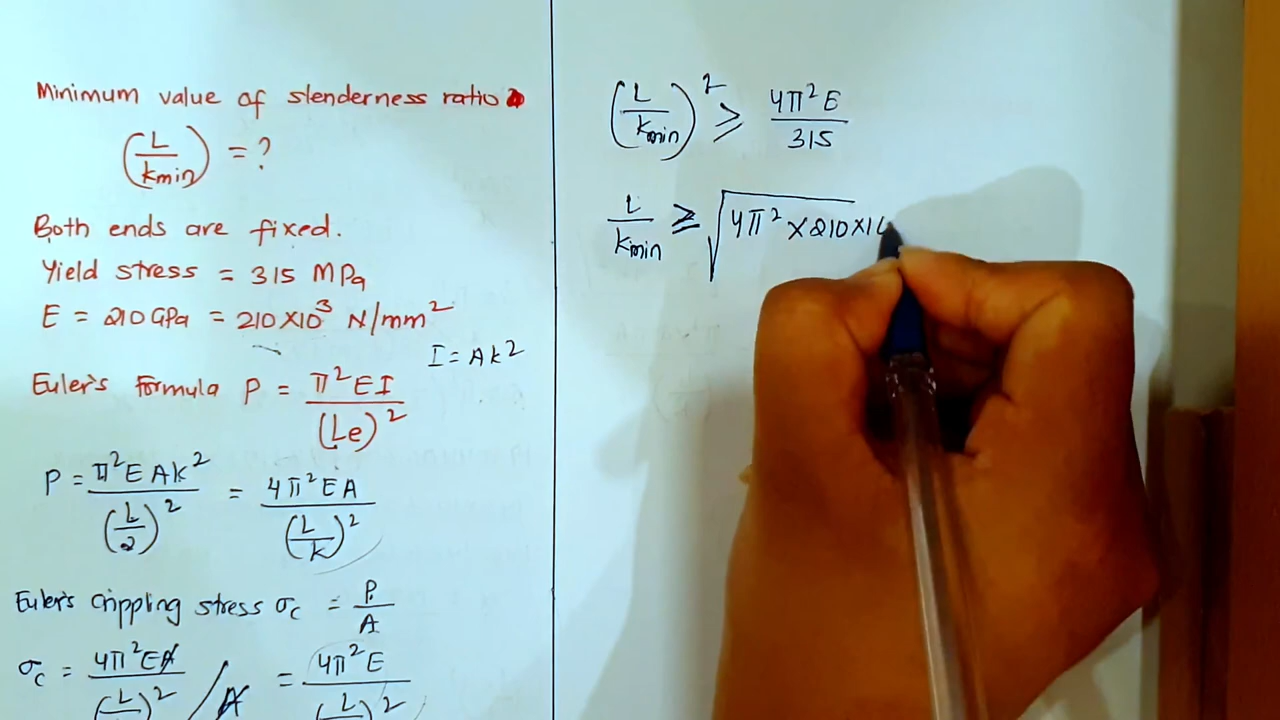 Minimum value of slenderness ratio
(L/kmin) = ?
Both ends are fixed.
Yield stress = 315 MPa
E = 210 GPa = 210×10³ N/mm²
I = Ak²
Euler's formula P = π²EI/(Le)²
P = π²EAk²/(L/2)² = 4π²EA/(L/k)²
Euler's crippling stress σc = P/A
σc = 4π²EA/(L)² / A = 4π²E/(L)²
(L/kmin)² ⩾ 4π²E/315
L/kmin ⩾ √4π²×210×1